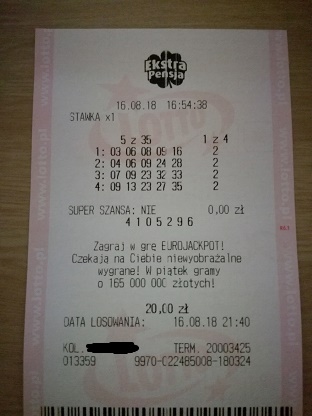 Ekstra
Pensja
16.08.18 16:54:38
STAWKA x1
5 z 35 1 z 4
1: 03 06 08 09 16 2
2: 04 06 09 24 28 2
3: 07 09 23 32 33 2
4: 09 13 23 27 35 2
SUPER SZANSA: NIE 0,00 zł
4105296
Zagraj w grę EUROJACKPOT!
Czekają na Ciebie niewyobrażalne
wygrane! W piątek gramy
o 165 000 000 złotych!
20,00 zł
DATA LOSOWANIA: 16.08.18 21:40
KOL. TERM. 20003425
013359 9970-022485008-180324
lotto.pl